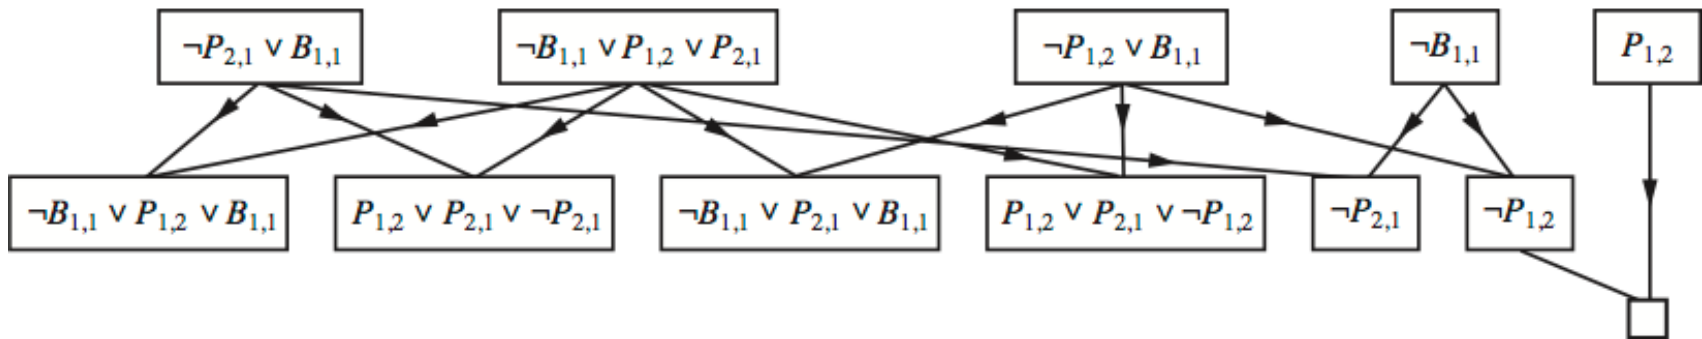 ¬P2,1 ∨ B1,1   ¬B1,1 ∨ P1,2 ∨ P2,1   ¬P1,2 ∨ B1,1   ¬B1,1   P1,2
¬B1,1 ∨ P1,2 ∨ B1,1   P1,2 ∨ P2,1 ∨ ¬P2,1   ¬B1,1 ∨ P2,1 ∨ B1,1   P1,2 ∨ P2,1 ∨ ¬P1,2   ¬P2,1   ¬P1,2